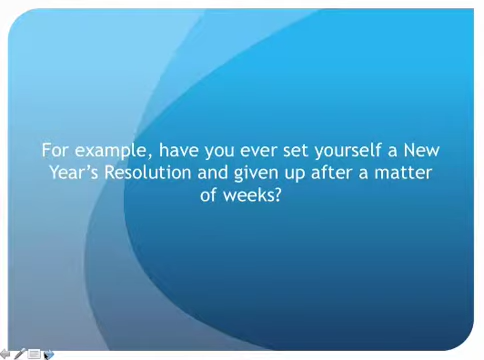 For example, have you ever set yourself a New
Year’s Resolution and given up after a matter
of weeks?